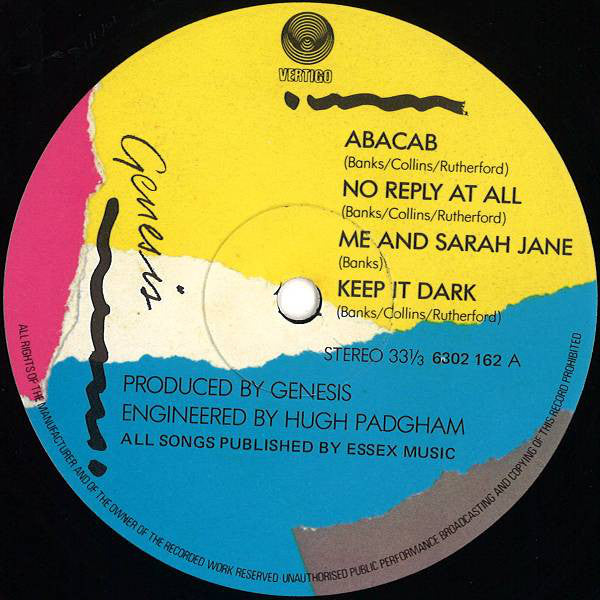 VERTIGO
Genesis
ABACAB
(Banks/Collins/Rutherford)
NO REPLY AT ALL
(Banks/Collins/Rutherford)
ME AND SARAH JANE
(Banks)
KEEP IT DARK
(Banks/Collins/Rutherford)
STEREO 33⅓ 6302 162 A
PRODUCED BY GENESIS
ENGINEERED BY HUGH PADGHAM
ALL SONGS PUBLISHED BY ESSEX MUSIC
ALL RIGHTS OF THE MANUFACTURER AND OF THE OWNER OF THE RECORDED WORK RESERVED UNAUTHORISED PUBLIC PERFORMANCE BROADCASTING AND COPYING OF THIS RECORD PROHIBITED